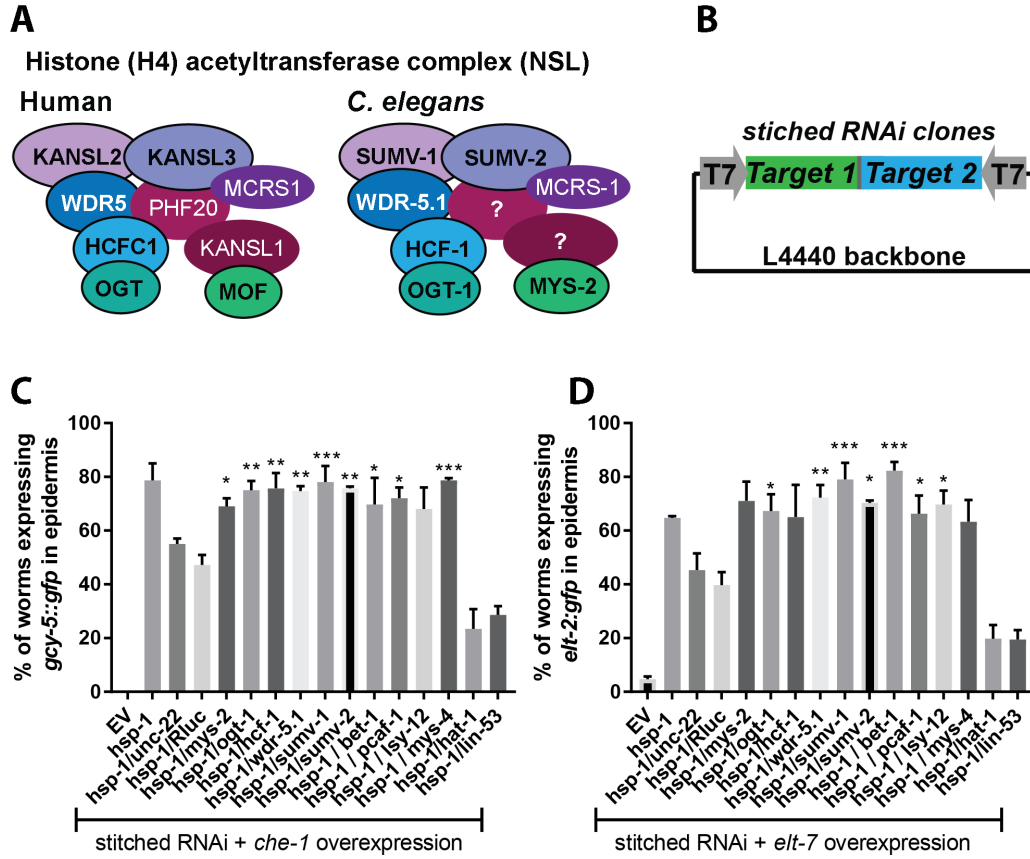 A
Histone (H4) acetyltransferase complex (NSL)
Human
KANSL2
KANSL3
MCRS1
WDR5
PHF20
HCFC1
KANSL1
OGT
MOF
C. elegans
SUMV-1
SUMV-2
MCRS-1
WDR-5.1
?
HCF-1
?
OGT-1
MYS-2
B
stiched RNAi clones
T7 Target 1 Target 2 T7
L4440 backbone
C
% of worms expressing
gcy-5::gfp in epidermis
100
80
60
40
20
0
* ** ** ** *** ** * * ***
EV
hsp-1
hsp-1/unc-22
hsp-1/Rluc
hsp-1/mys-2
hsp-1/ogt-1
hsp-1/hcf-1
hsp-1/wdr-5.1
hsp-1/sumv-1
hsp-1/sumv-2
hsp-1 / bet-1
hsp-1 / pcaf-1
hsp-1 / lsy-12
hsp-1 / mys-4
hsp-1/hat-1
hsp-1/lin-53
stitched RNAi + che-1 overexpression
D
% of worms expressing
elt-2:gfp in epidermis
100
80
60
40
20
0
* ** *** * *** * *
EV
hsp-1
hsp-1/unc-22
hsp-1/Rluc
hsp-1/mys-2
hsp-1/ogt-1
hsp-1/hcf-1
hsp-1/wdr-5.1
hsp-1/sumv-1
hsp-1/sumv-2
hsp-1 / bet-1
hsp-1 / pcaf-1
hsp-1 / lsy-12
hsp-1 / mys-4
hsp-1/hat-1
hsp-1/lin-53
stitched RNAi + elt-7 overexpression